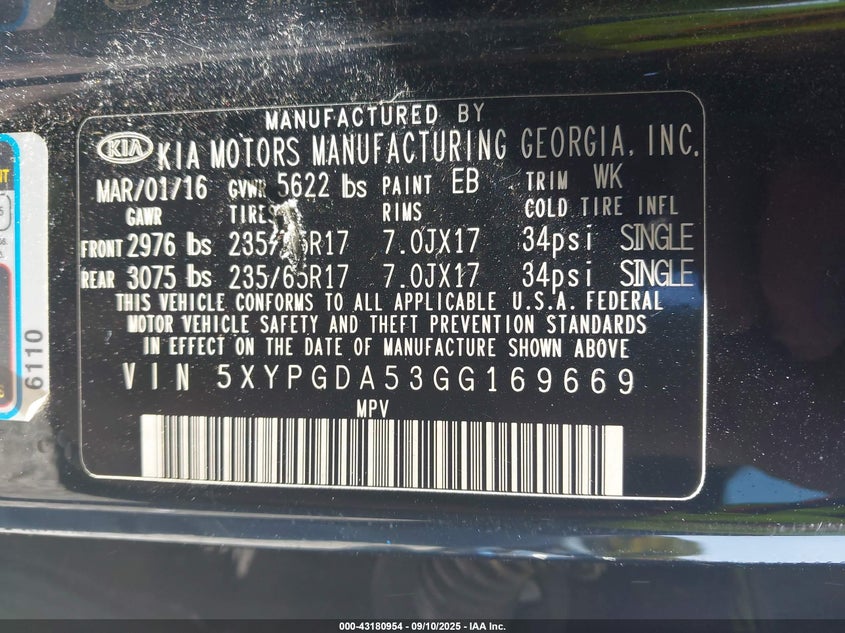 MANUFACTURED BY
KIA KIA MOTORS MANUFACTURING GEORGIA, INC.
MAR/01/16 GVWR 5622 lbs PAINT EB TRIM WK
GAWR TIRES RIMS COLD TIRE INFL
FRONT 2976 lbs 235/ R17 7.0JX17 34psi SINGLE
REAR 3075 lbs 235/65R17 7.0JX17 34psi SINGLE
THIS VEHICLE CONFORMS TO ALL APPLICABLE U.S.A. FEDERAL
MOTOR VEHICLE SAFETY AND THEFT PREVENTION STANDARDS
IN EFFECT ON THE DATE OF MANUFACTURE SHOWN ABOVE
VIN 5XYPGDA53GG169669
MPV
6110
000-43180954 | 09/10/2025 | IAA Inc.